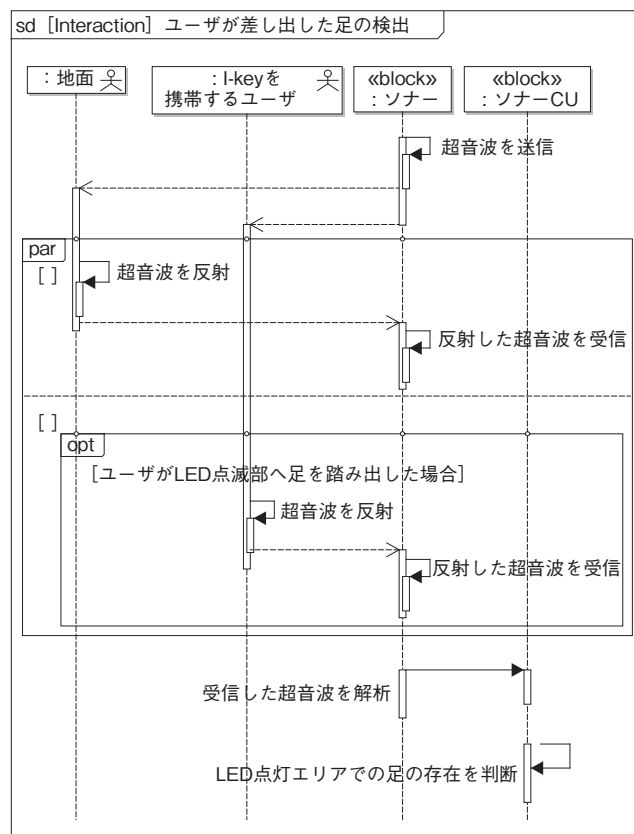 sd [Interaction] ユーザが差し出した足の検出
: 地面
: I-keyを
携帯するユーザ
«block»
: ソナー
«block»
: ソナーCU
超音波を送信
par
[ ]
超音波を反射
反射した超音波を受信
[ ]
opt
[ユーザがLED点滅部へ足を踏み出した場合]
超音波を反射
反射した超音波を受信
受信した超音波を解析
LED点灯エリアでの足の存在を判断